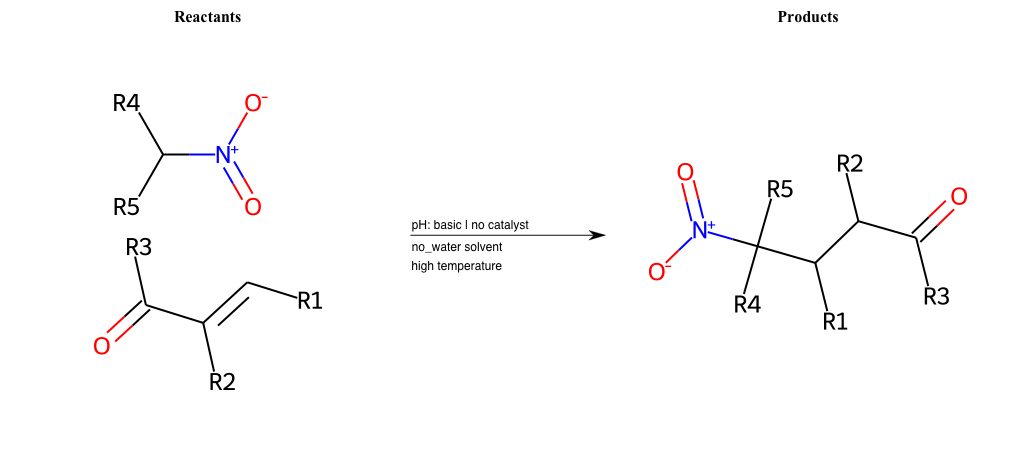 Reactants
Products
R4
O-
N+
R5
O
R3
R1
O
R2
pH: basic | no catalyst
no_water solvent
high temperature
R2
O
R5
O
N+
O-
R4
R3
R1